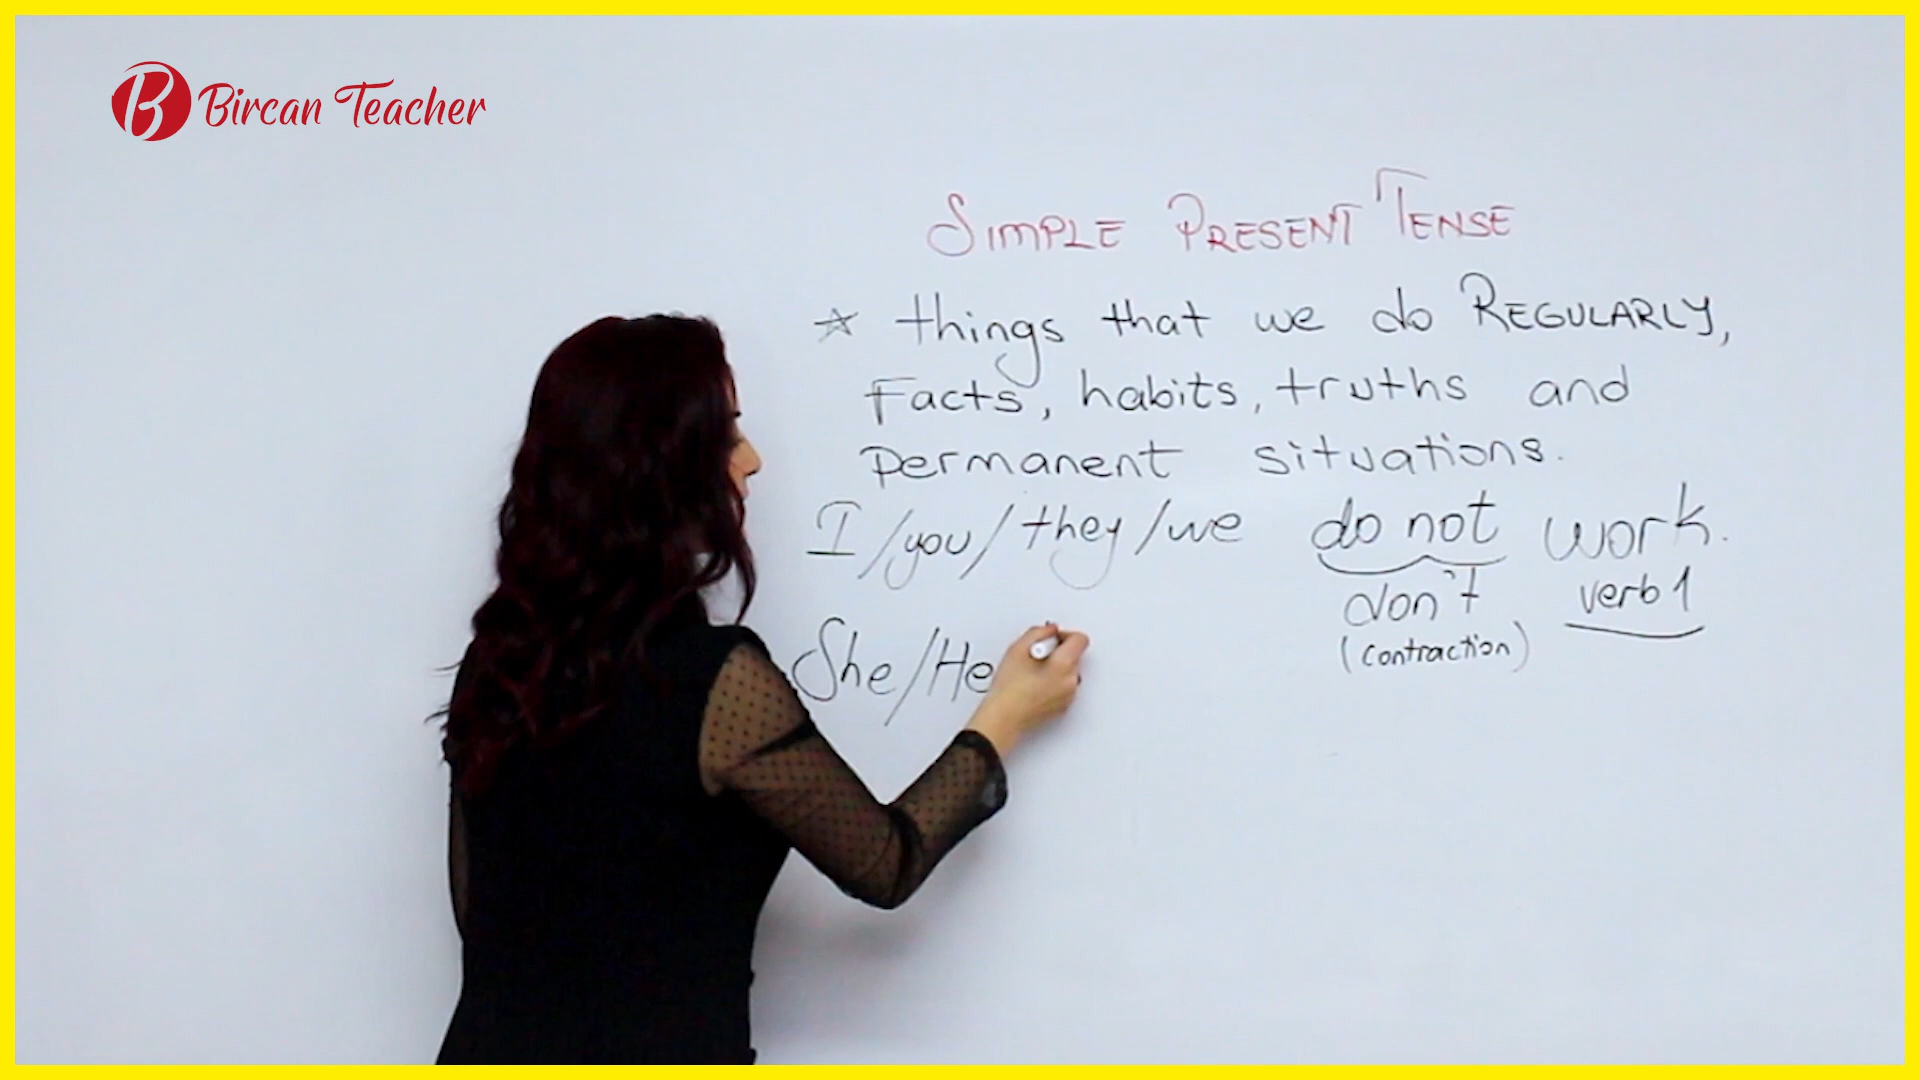 B Bircan Teacher
SIMPLE PRESENT TENSE
things that we do REGULARLY,
Facts, habits, truths and
permanent situations.
I/you/they/we do not work.
don't verb 1
(contraction)
She/He